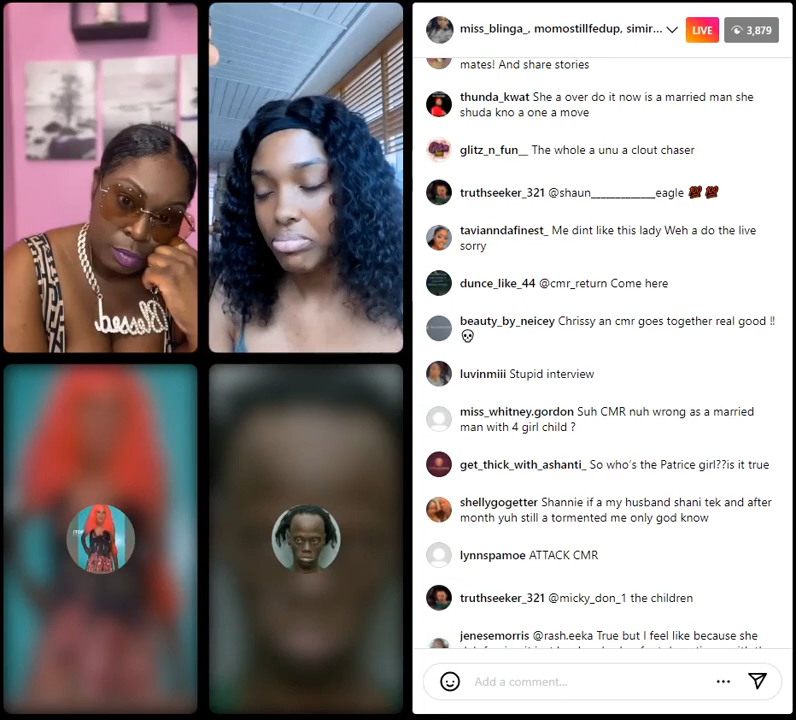 miss_blinga_, momostillfedup, simir...
LIVE
3,879
mates! And share stories
thunda_kwat She a over do it now is a married man she
shuda kno a one a move
glitz_n_fun__ The whole a unu a clout chaser
truthseeker_321 @shaun_____________eagle 💯 💯
tavianndafinest_ Me dint like this lady Weh a do the live
sorry
dunce_like_44 @cmr_return Come here
beauty_by_neicey Chrissy an cmr goes together real good ‼
💀
luvinmiii Stupid interview
miss_whitney.gordon Suh CMR nuh wrong as a married
man with 4 girl child ?
get_thick_with_ashanti_ So who's the Patrice girl??is it true
shellygogetter Shannie if a my husband shani tek and after
month yuh still a tormented me only god know
lynnspamoe ATTACK CMR
truthseeker_321 @micky_don_1 the children
jenesemorris @rash.eeka True but I feel like because she
Add a comment...
Blessed